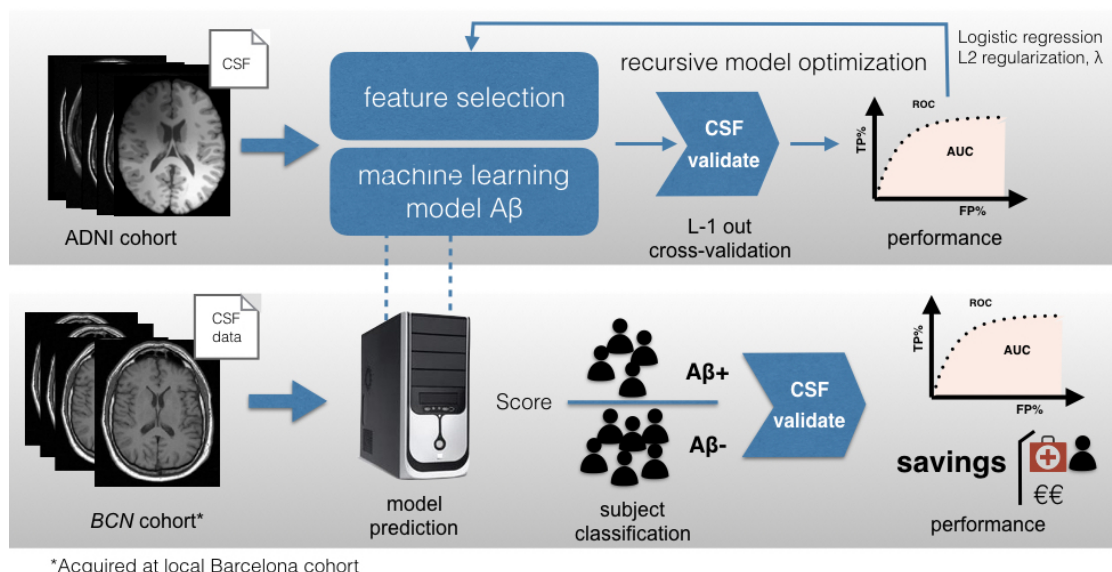 CSF
feature selection
machine learning
model Aβ
ADNI cohort
recursive model optimization
Logistic regression
L2 regularization, λ
CSF
validate
L-1 out
cross-validation
ROC
TP%
AUC
FP%
performance
CSF
data
BCN cohort*
model
prediction
Score
Aβ+
Aβ-
subject
classification
CSF
validate
ROC
TP%
AUC
FP%
savings
€€
performance
*Acquired at local Barcelona cohort